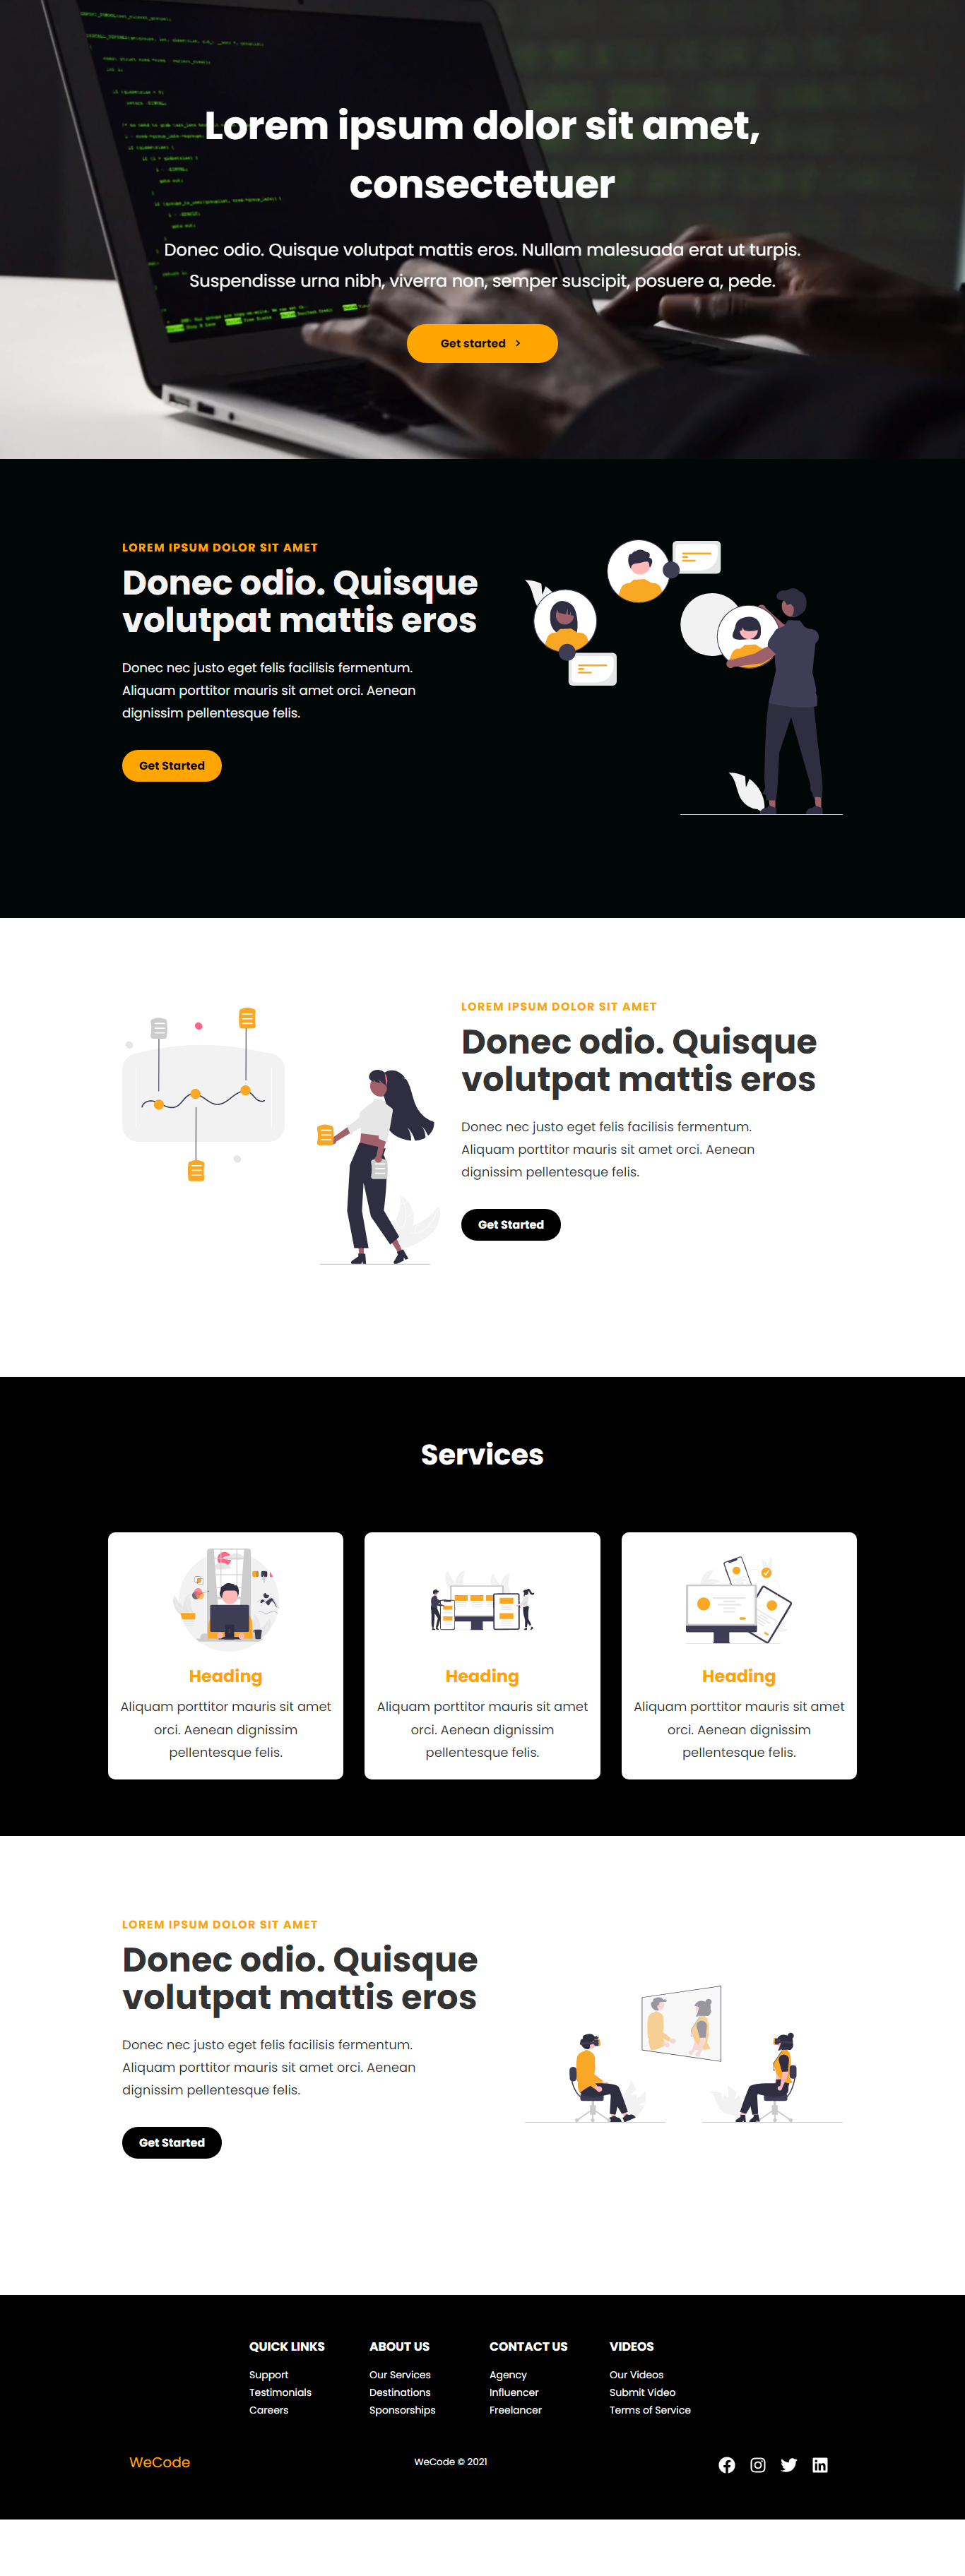 Lorem ipsum dolor sit amet,
consectetuer
Donec odio. Quisque volutpat mattis eros. Nullam malesuada erat ut turpis.
Suspendisse urna nibh, viverra non, semper suscipit, posuere a, pede.
Get started
LOREM IPSUM DOLOR SIT AMET
Donec odio. Quisque
volutpat mattis eros
Donec nec justo eget felis facilisis fermentum.
Aliquam porttitor mauris sit amet orci. Aenean
dignissim pellentesque felis.
Get Started
LOREM IPSUM DOLOR SIT AMET
Donec odio. Quisque
volutpat mattis eros
Donec nec justo eget felis facilisis fermentum.
Aliquam porttitor mauris sit amet orci. Aenean
dignissim pellentesque felis.
Get Started
Services
Heading
Aliquam porttitor mauris sit amet
orci. Aenean dignissim
pellentesque felis.
Heading
Aliquam porttitor mauris sit amet
orci. Aenean dignissim
pellentesque felis.
Heading
Aliquam porttitor mauris sit amet
orci. Aenean dignissim
pellentesque felis.
LOREM IPSUM DOLOR SIT AMET
Donec odio. Quisque
volutpat mattis eros
Donec nec justo eget felis facilisis fermentum.
Aliquam porttitor mauris sit amet orci. Aenean
dignissim pellentesque felis.
Get Started
QUICK LINKS
Support
Testimonials
Careers
ABOUT US
Our Services
Destinations
Sponsorships
CONTACT US
Agency
Influencer
Freelancer
VIDEOS
Our Videos
Submit Video
Terms of Service
WeCode
WeCode © 2021